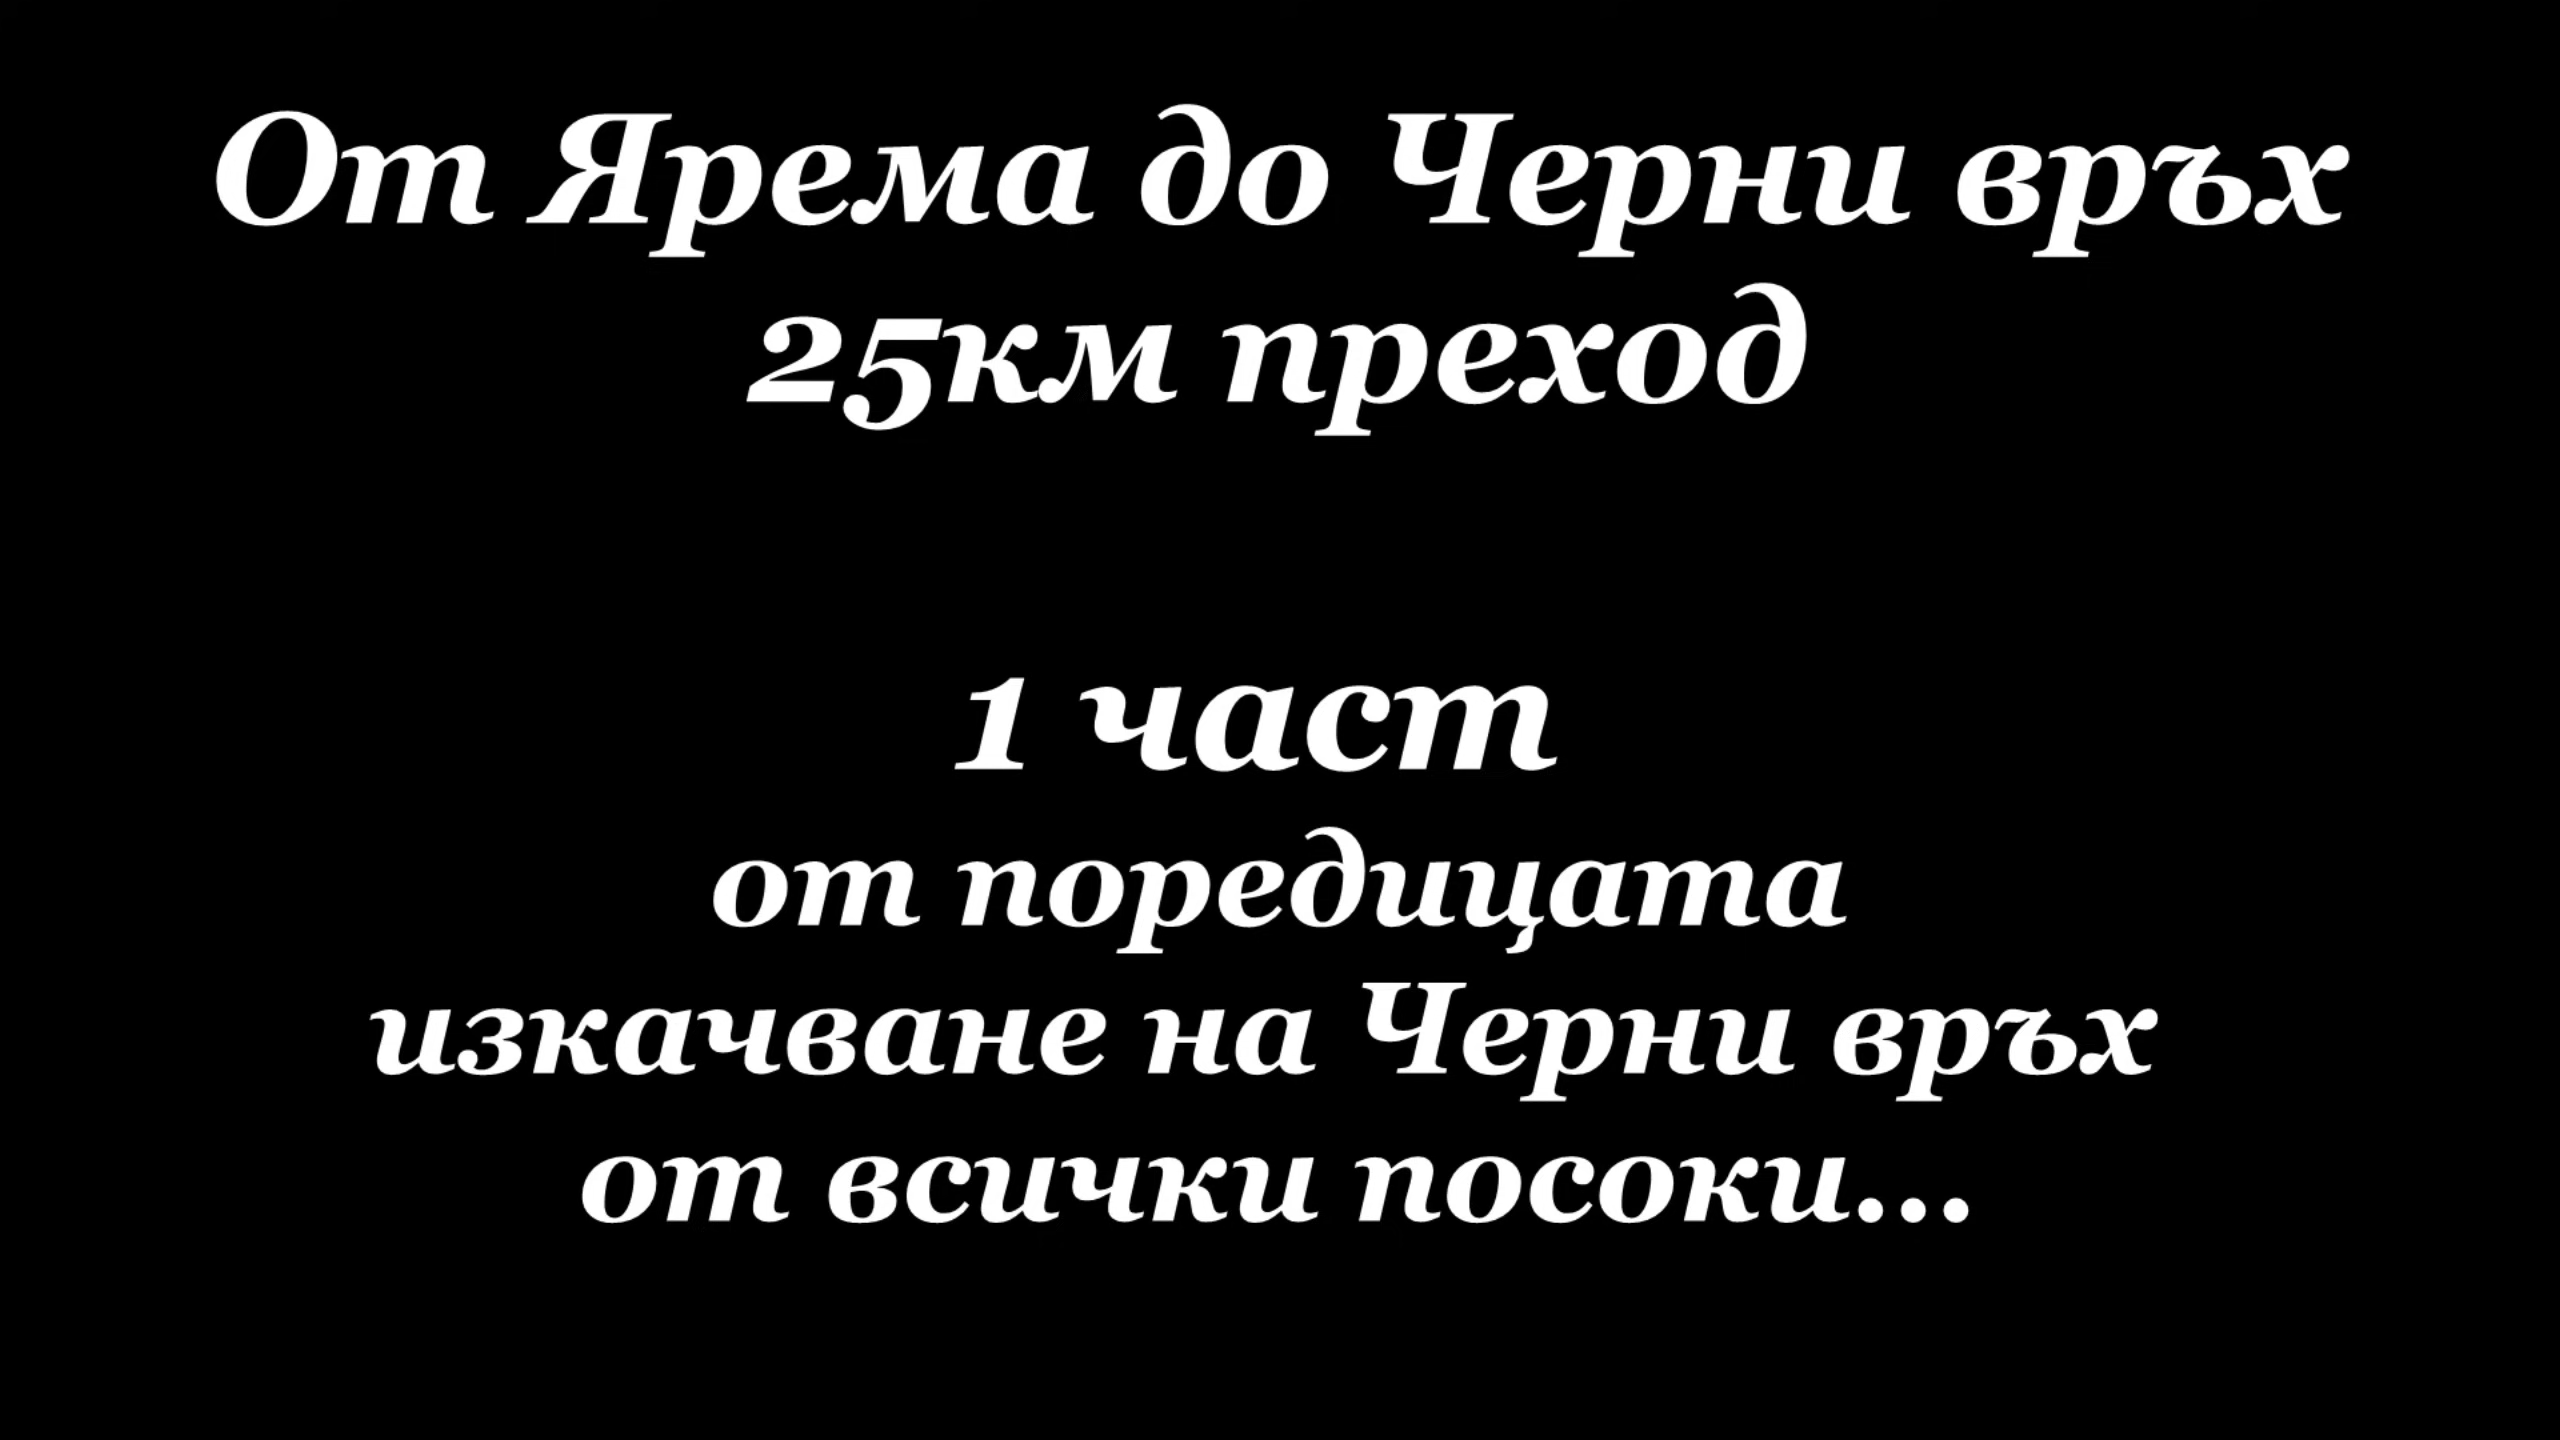 От Ярема до Черни връх
25км преход
1 част
от поредицата
изкачване на Черни връх
от всички посоки...